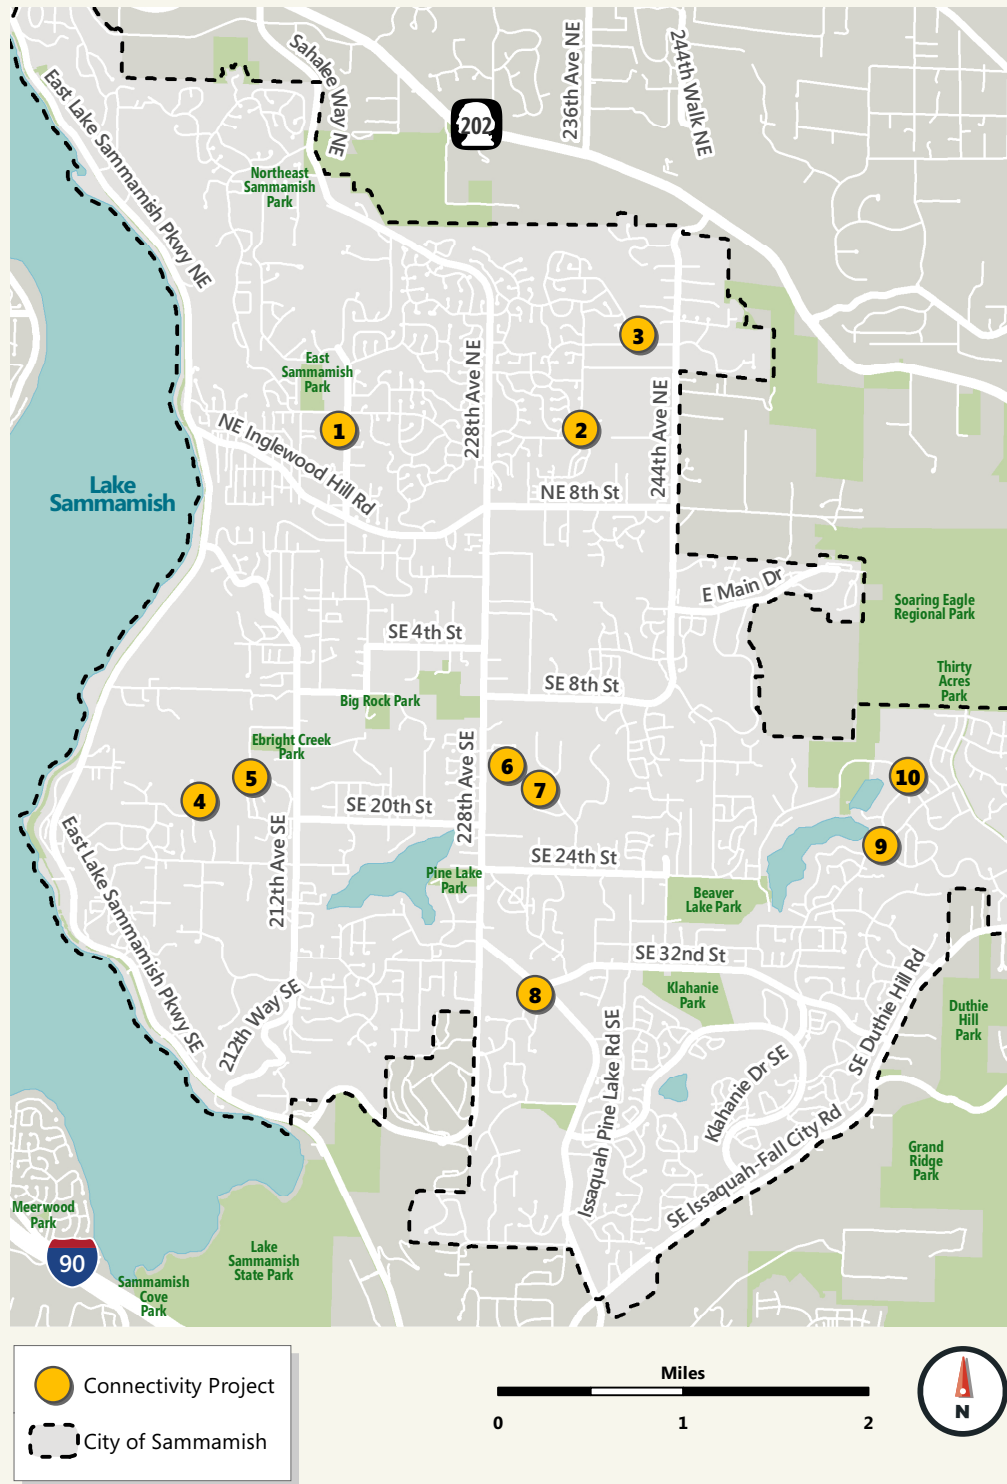 Sahalee Way NE
236th Ave NE
244th Walk NE
202
East Lake Sammamish Pkwy NE
Northeast
Sammamish
Park
3
East
Sammamish
Park
228th Ave NE
244th Ave NE
1
2
NE Inglewood Hill Rd
Lake
Sammamish
NE 8th St
E Main Dr
Soaring Eagle
Regional Park
SE 4th St
Thirty
Acres
Park
SE 8th St
Big Rock Park
Ebright Creek
Park
228th Ave SE
6
5
7
10
4
SE 20th St
East Lake Sammamish Pkwy SE
212th Ave SE
9
SE 24th St
Pine Lake
Park
Beaver
Lake Park
SE 32nd St
8
Klahanie
Park
SE Duthie Hill Rd
Duthie
Hill
Park
212th Way SE
Issaquah Pine Lake Rd SE
Klahanie Dr SE
SE Issaquah-Fall City Rd
Grand
Ridge
Park
Meerwood
Park
90
Lake
Sammamish
State Park
Sammamish
Cove
Park
Connectivity Project
City of Sammamish
Miles
0
1
2
N